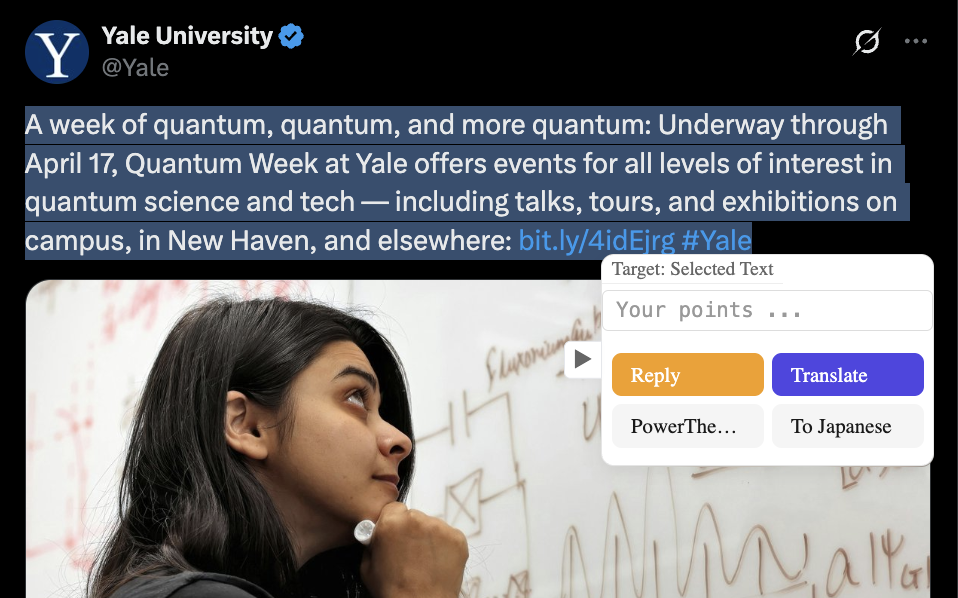 Y
Yale University
@Yale
A week of quantum, quantum, and more quantum: Underway through
April 17, Quantum Week at Yale offers events for all levels of interest in
quantum science and tech — including talks, tours, and exhibitions on
campus, in New Haven, and elsewhere: bit.ly/4idEjrg #Yale
Target: Selected Text
Your points ...
Reply
Translate
PowerThe...
To Japanese